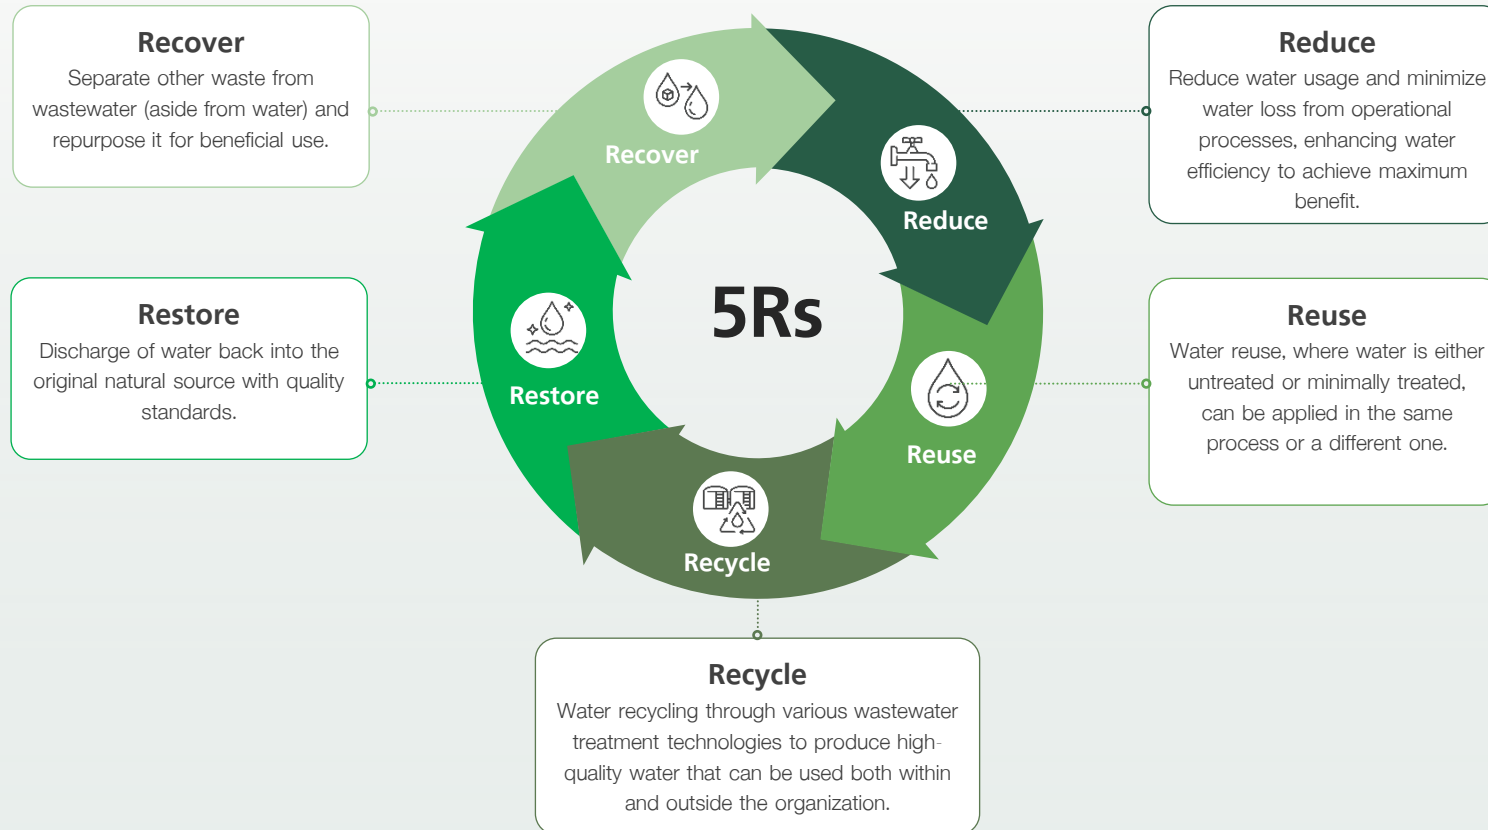 Recover
Separate other waste from
wastewater (aside from water) and
repurpose it for beneficial use.
Reduce
Reduce water usage and minimize
water loss from operational
processes, enhancing water
efficiency to achieve maximum
benefit.
Recover
Reduce
5Rs
Restore
Discharge of water back into the
original natural source with quality
standards.
Reuse
Water reuse, where water is either
untreated or minimally treated,
can be applied in the same
process or a different one.
Restore
Reuse
Recycle
Recycle
Water recycling through various wastewater
treatment technologies to produce high-
quality water that can be used both within
and outside the organization.